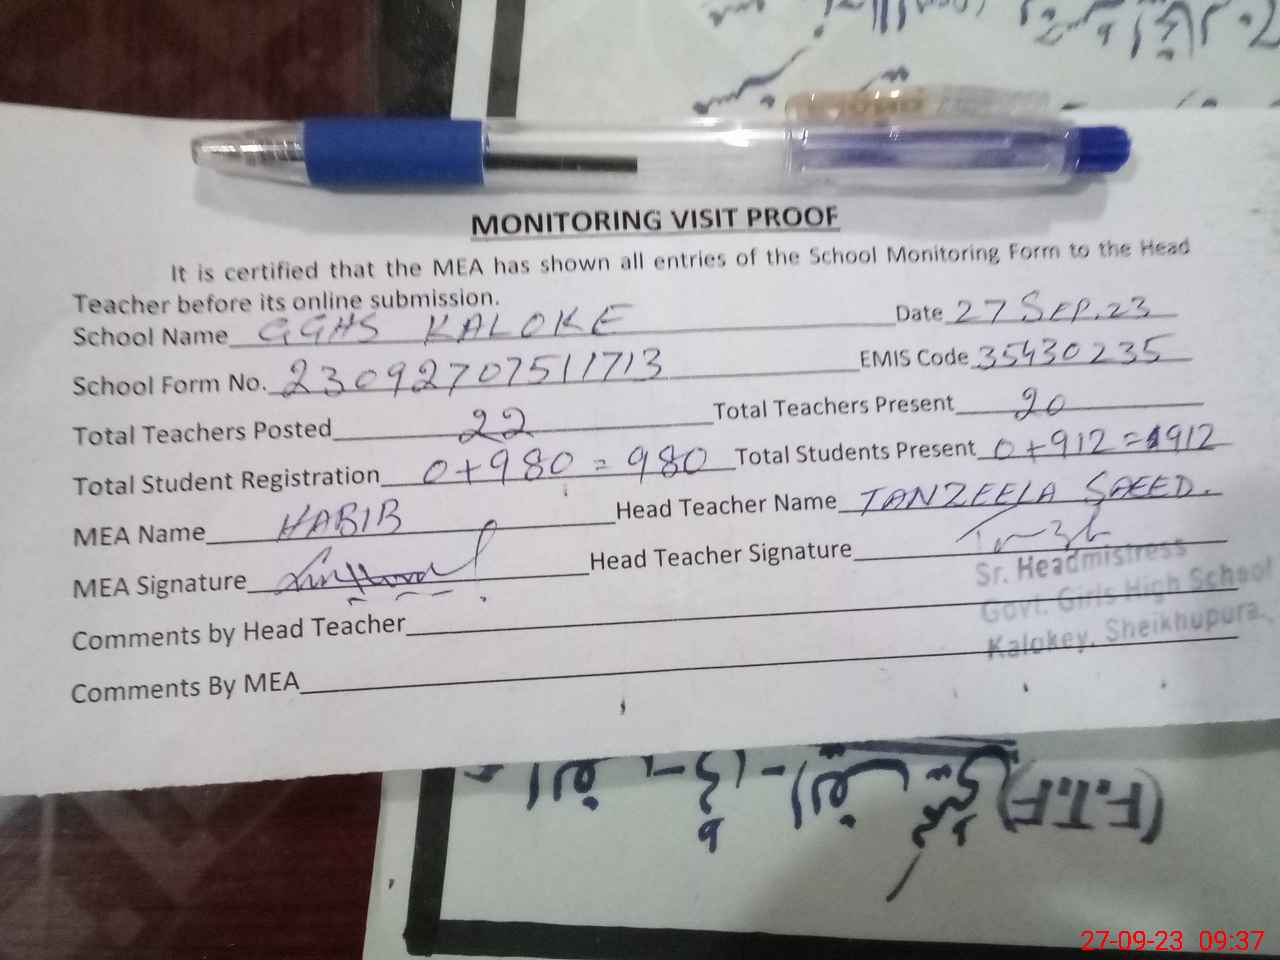 MONITORING VISIT PROOF
It is certified that the MEA has shown all entries of the School Monitoring Form to the Head
Teacher before its online submission.
School Name GGHS KALOKE Date 27 SEP.23
School Form No. 23092707511713 EMIS Code 35430235
Total Teachers Posted 22 Total Teachers Present 20
Total Student Registration 0+980 = 980 Total Students Present 0+912 = 912
MEA Name HABIB Head Teacher Name TANZEELA SAEED.
MEA Signature Head Teacher Signature
Sr. Headmistress
Govt. Girls High School
Kalokey, Sheikhupura.
Comments by Head Teacher
Comments By MEA
(F.T.F)
27-09-23 09:37